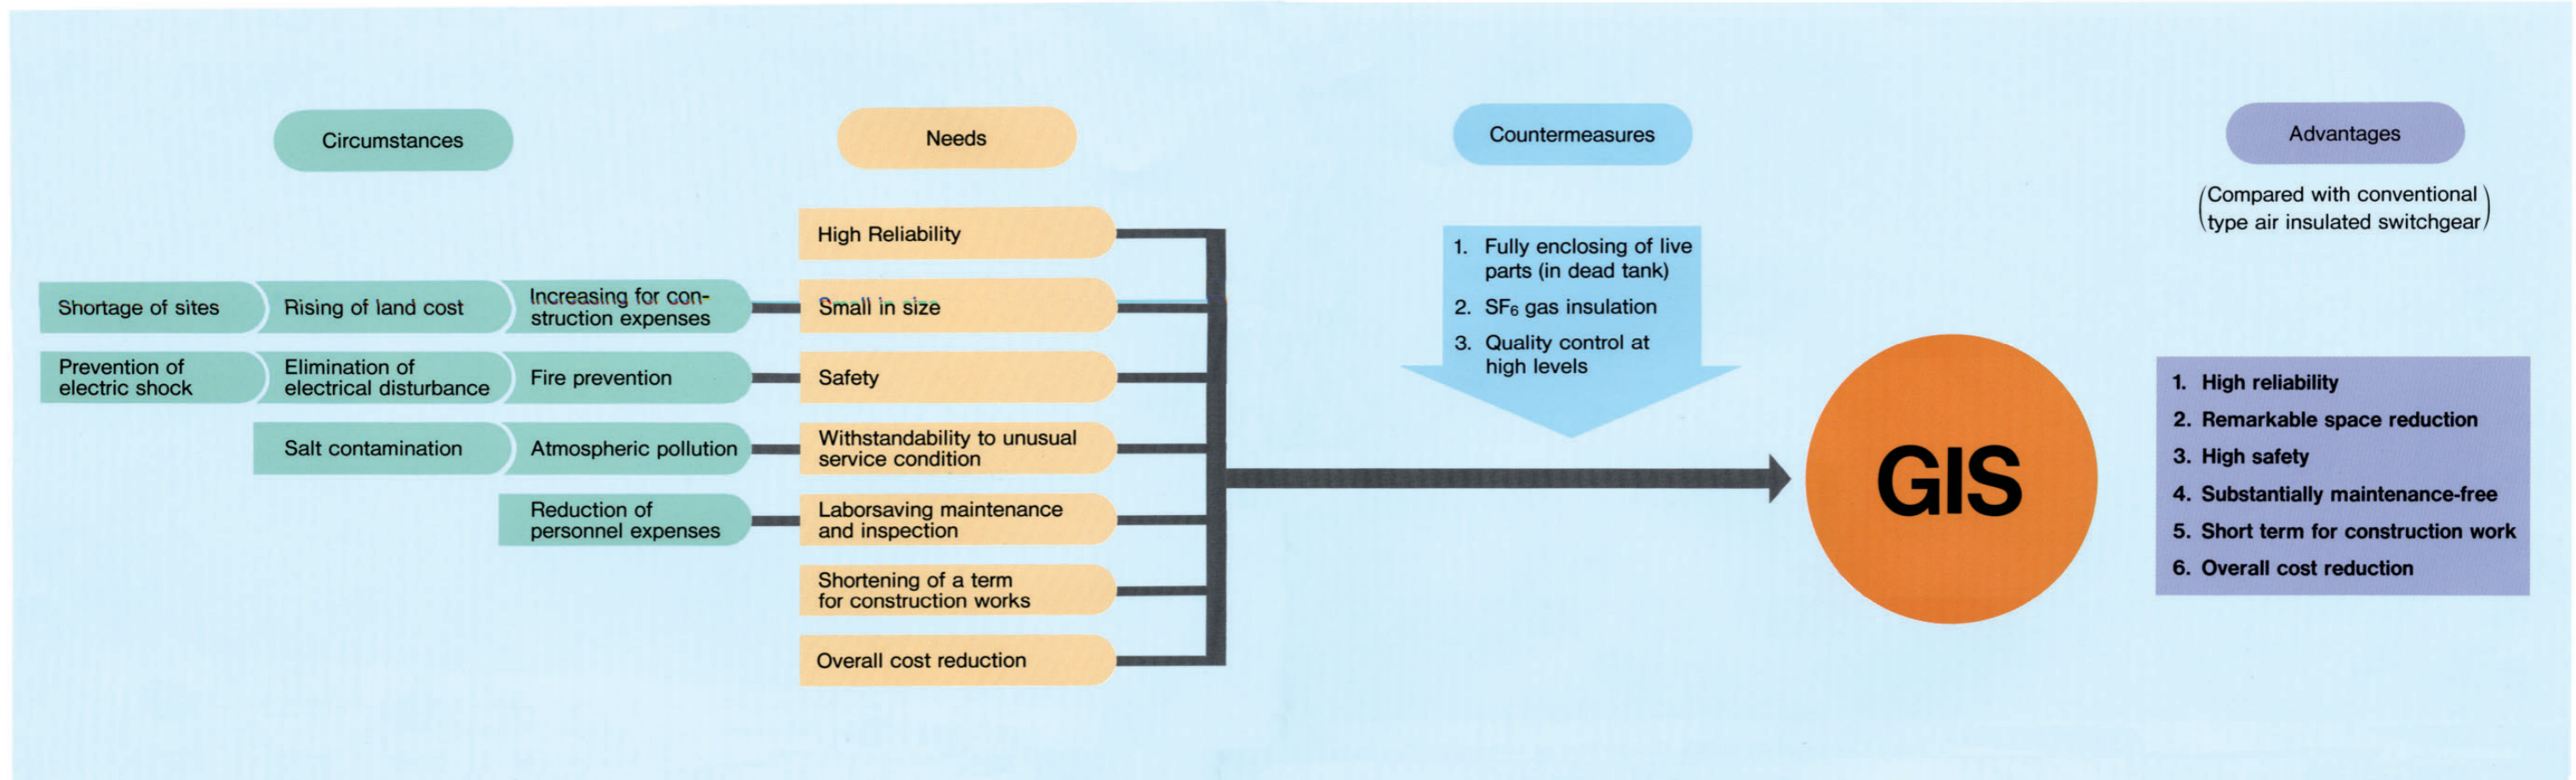 Circumstances
Needs
Countermeasures
Advantages
(Compared with conventional
type air insulated switchgear)
High Reliability
Shortage of sites
Rising of land cost
Increasing for con-
struction expenses
Small in size
Prevention of
electric shock
Elimination of
electrical disturbance
Fire prevention
Safety
Salt contamination
Atmospheric pollution
Withstandability to unusual
service condition
Reduction of
personnel expenses
Laborsaving maintenance
and inspection
Shortening of a term
for construction works
Overall cost reduction
1. Fully enclosing of live
parts (in dead tank)
2. SF₆ gas insulation
3. Quality control at
high levels
GIS
1. High reliability
2. Remarkable space reduction
3. High safety
4. Substantially maintenance-free
5. Short term for construction work
6. Overall cost reduction